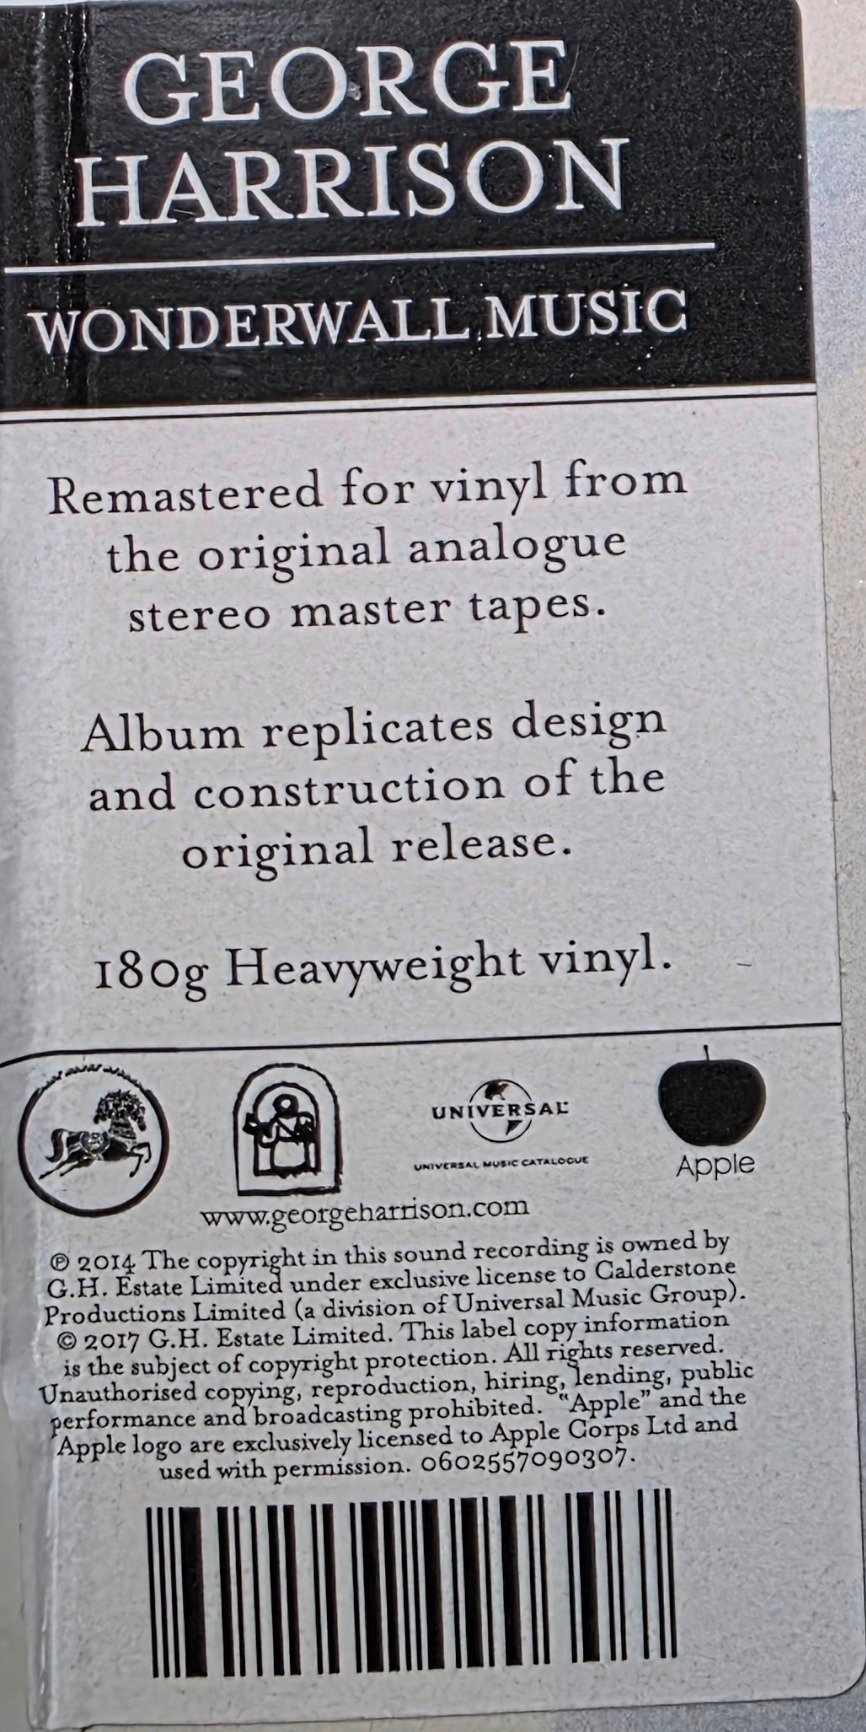 GEORGE
HARRISON
WONDERWALL MUSIC
Remastered for vinyl from
the original analogue
stereo master tapes.
Album replicates design
and construction of the
original release.
180g Heavyweight vinyl.
UNIVERSAL
UNIVERSAL MUSIC CATALOGUE
Apple
www.georgeharrison.com
℗ 2014 The copyright in this sound recording is owned by
G.H. Estate Limited under exclusive license to Calderstone
Productions Limited (a division of Universal Music Group).
© 2017 G.H. Estate Limited. This label copy information
is the subject of copyright protection. All rights reserved.
Unauthorised copying, reproduction, hiring, lending, public
performance and broadcasting prohibited. "Apple" and the
Apple logo are exclusively licensed to Apple Corps Ltd and
used with permission. 0602557090307.